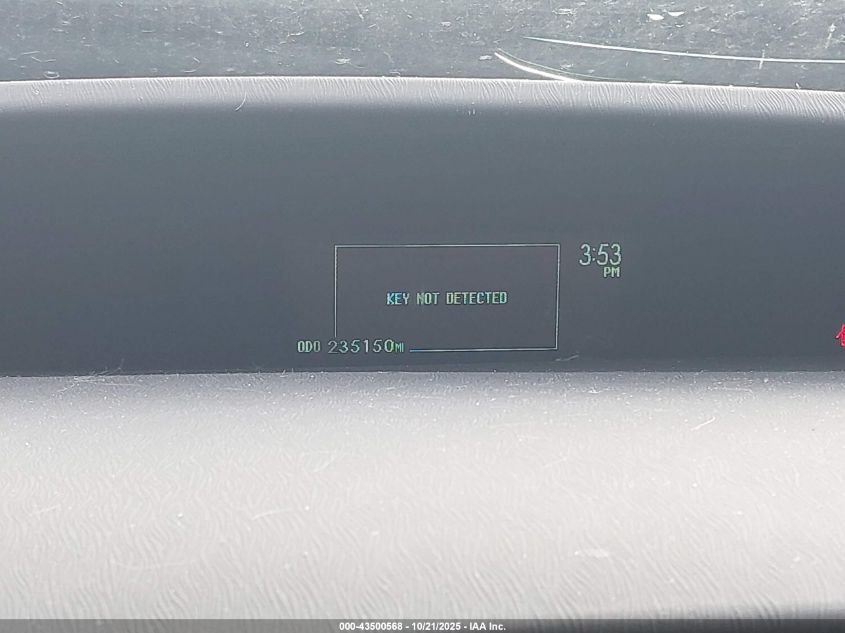 3:53
PM
KEY NOT DETECTED
ODO 235150MI
000-43500568 - 10/21/2025 - IAA Inc.